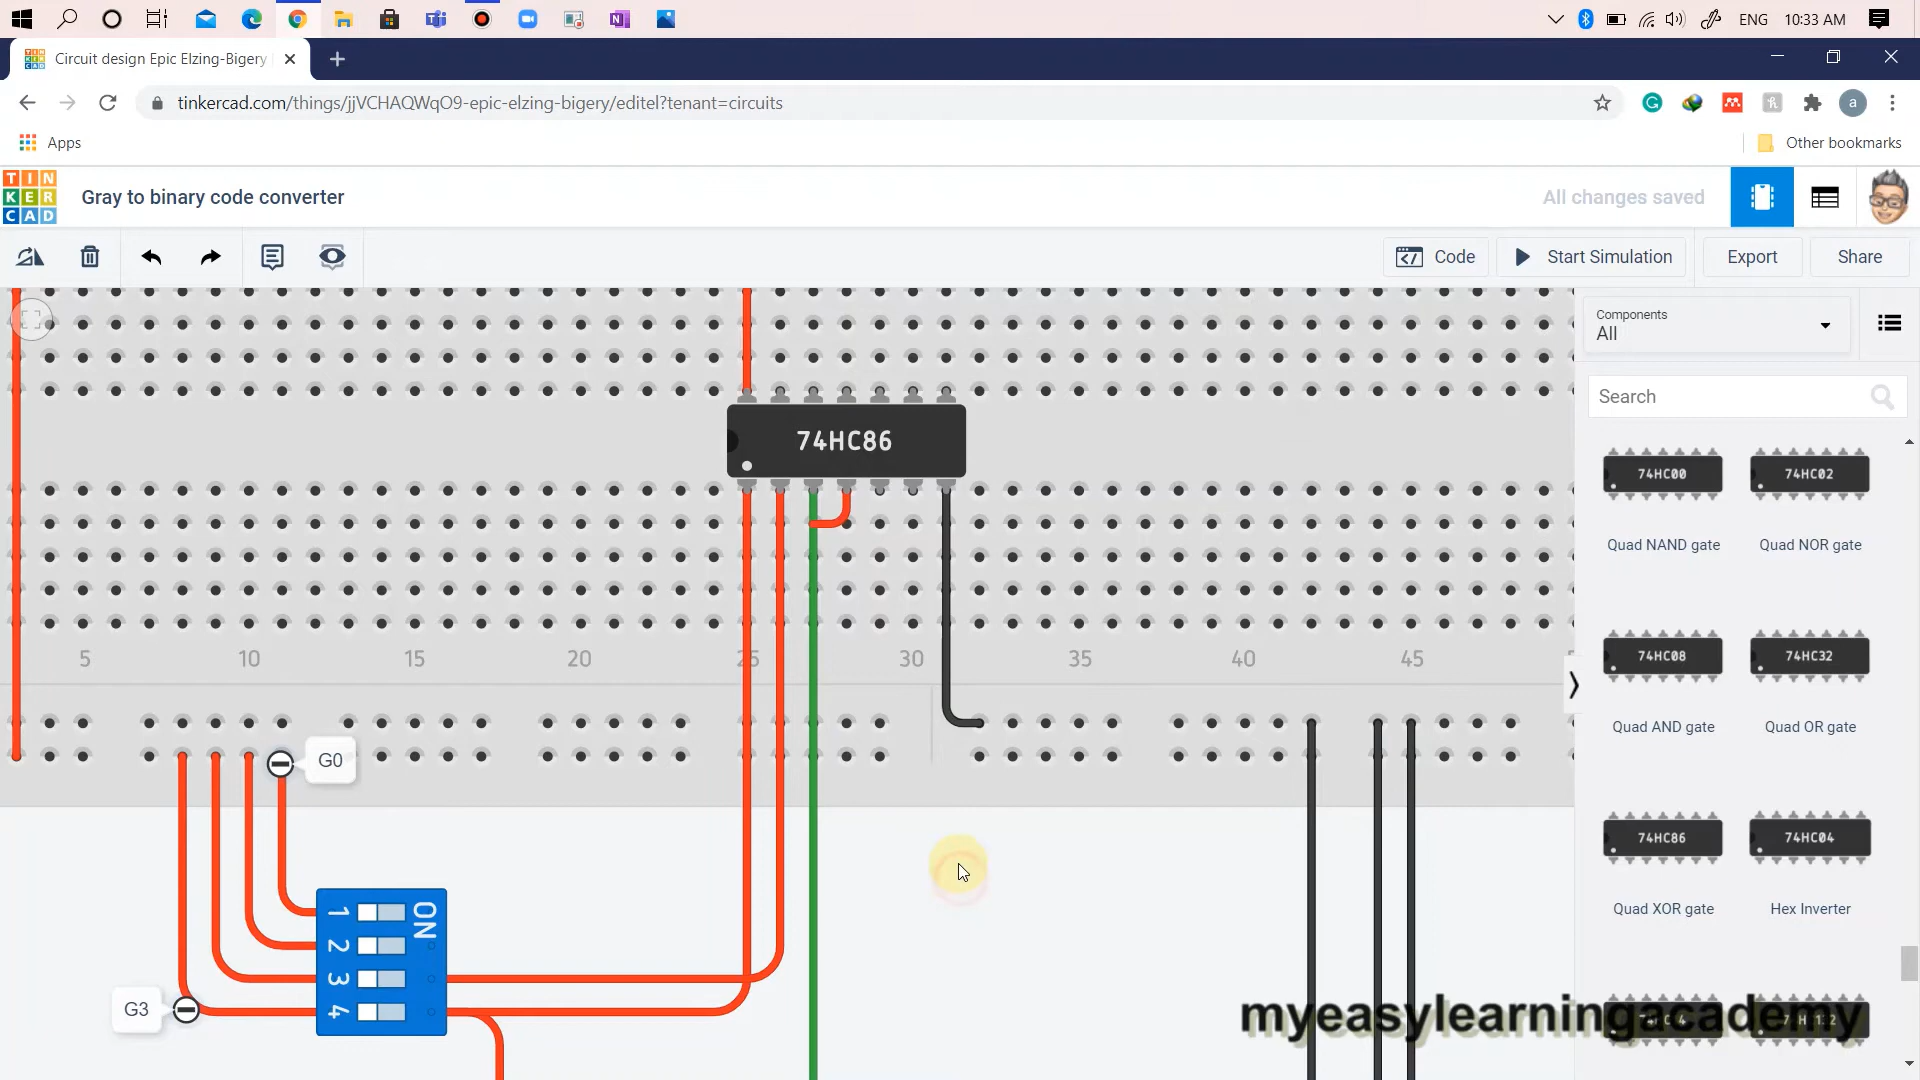 ENG
10:33 AM
Circuit design Epic Elzing-Bigery
tinkercad.com/things/jjVCHAQWqO9-epic-elzing-bigery/editel?tenant=circuits
a
Apps
Other bookmarks
TIN
KER
CAD
Gray to binary code converter
All changes saved
Code
Start Simulation
Export
Share
Components
All
Search
74HC86
74HC00
74HC02
Quad NAND gate
Quad NOR gate
5
10
15
20
25
30
35
40
45
74HC08
74HC32
Quad AND gate
Quad OR gate
G0
74HC86
74HC04
Quad XOR gate
Hex Inverter
ON
1
2
3
4
G3
myeasylearningacademy